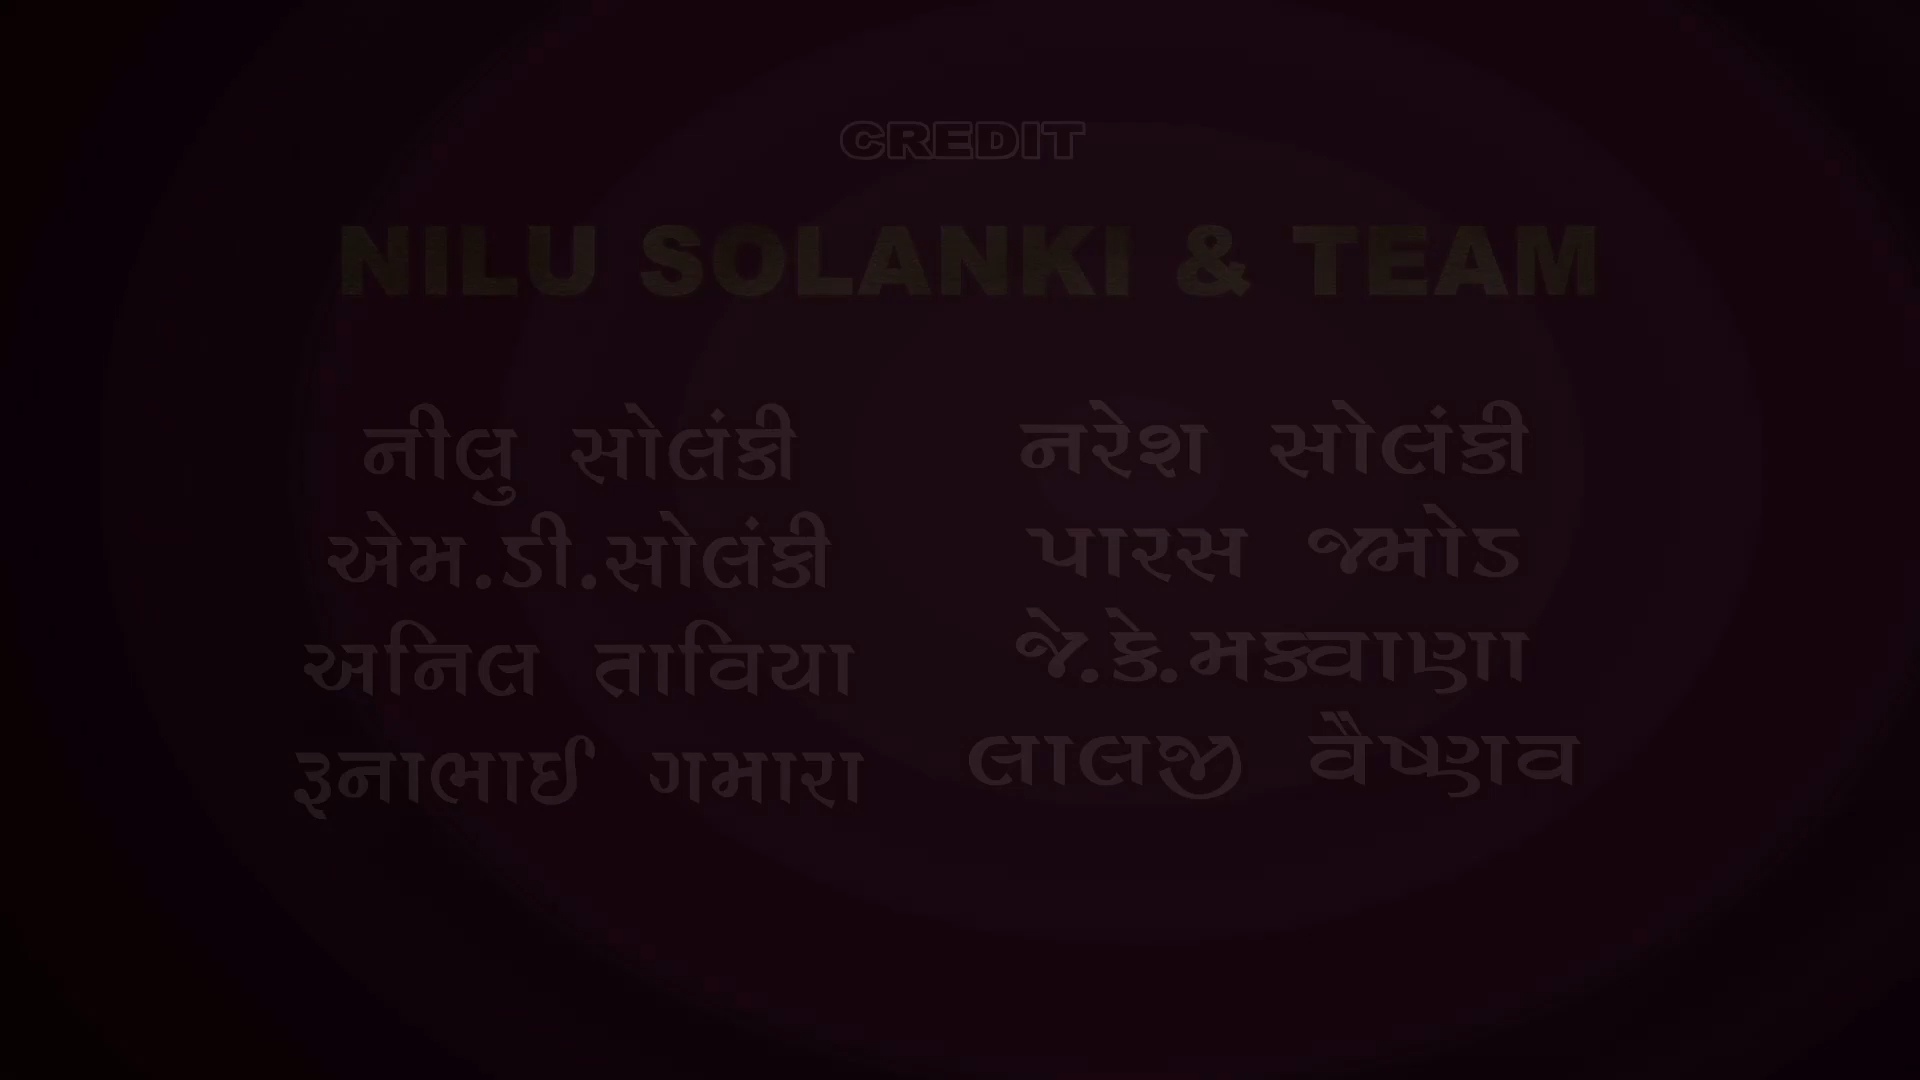 CREDIT
NILU SOLANKI & TEAM
નીલુ સોલંકી
એમ.ડી.સોલંકી
અનિલ તાવિયા
રૂનાભાઈ ગમારા
નરેશ સોલંકી
પારસ જમોડ
જે.કે.મકવાણા
લાલજી વૈષ્ણવ